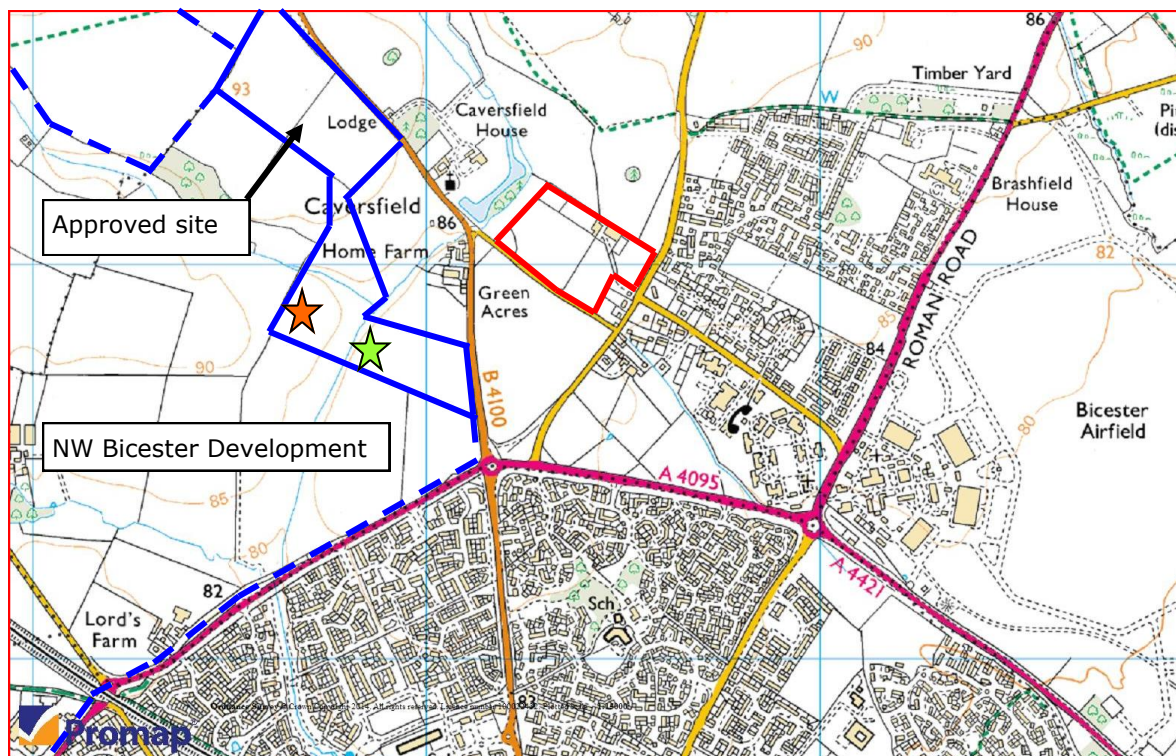 86
90
Timber Yard
W
Pi
(dis
93
Lodge
Caversfield
House
Brashfield
House
Approved site
Caversfield
86
ROMAN ROAD
82
Home Farm
Green
Acres
85
84
90
B 4100
Bicester
Airfield
NW Bicester Development
80
A 4095
85
80
82
A 4421
Lord's
Farm
Sch
Promap